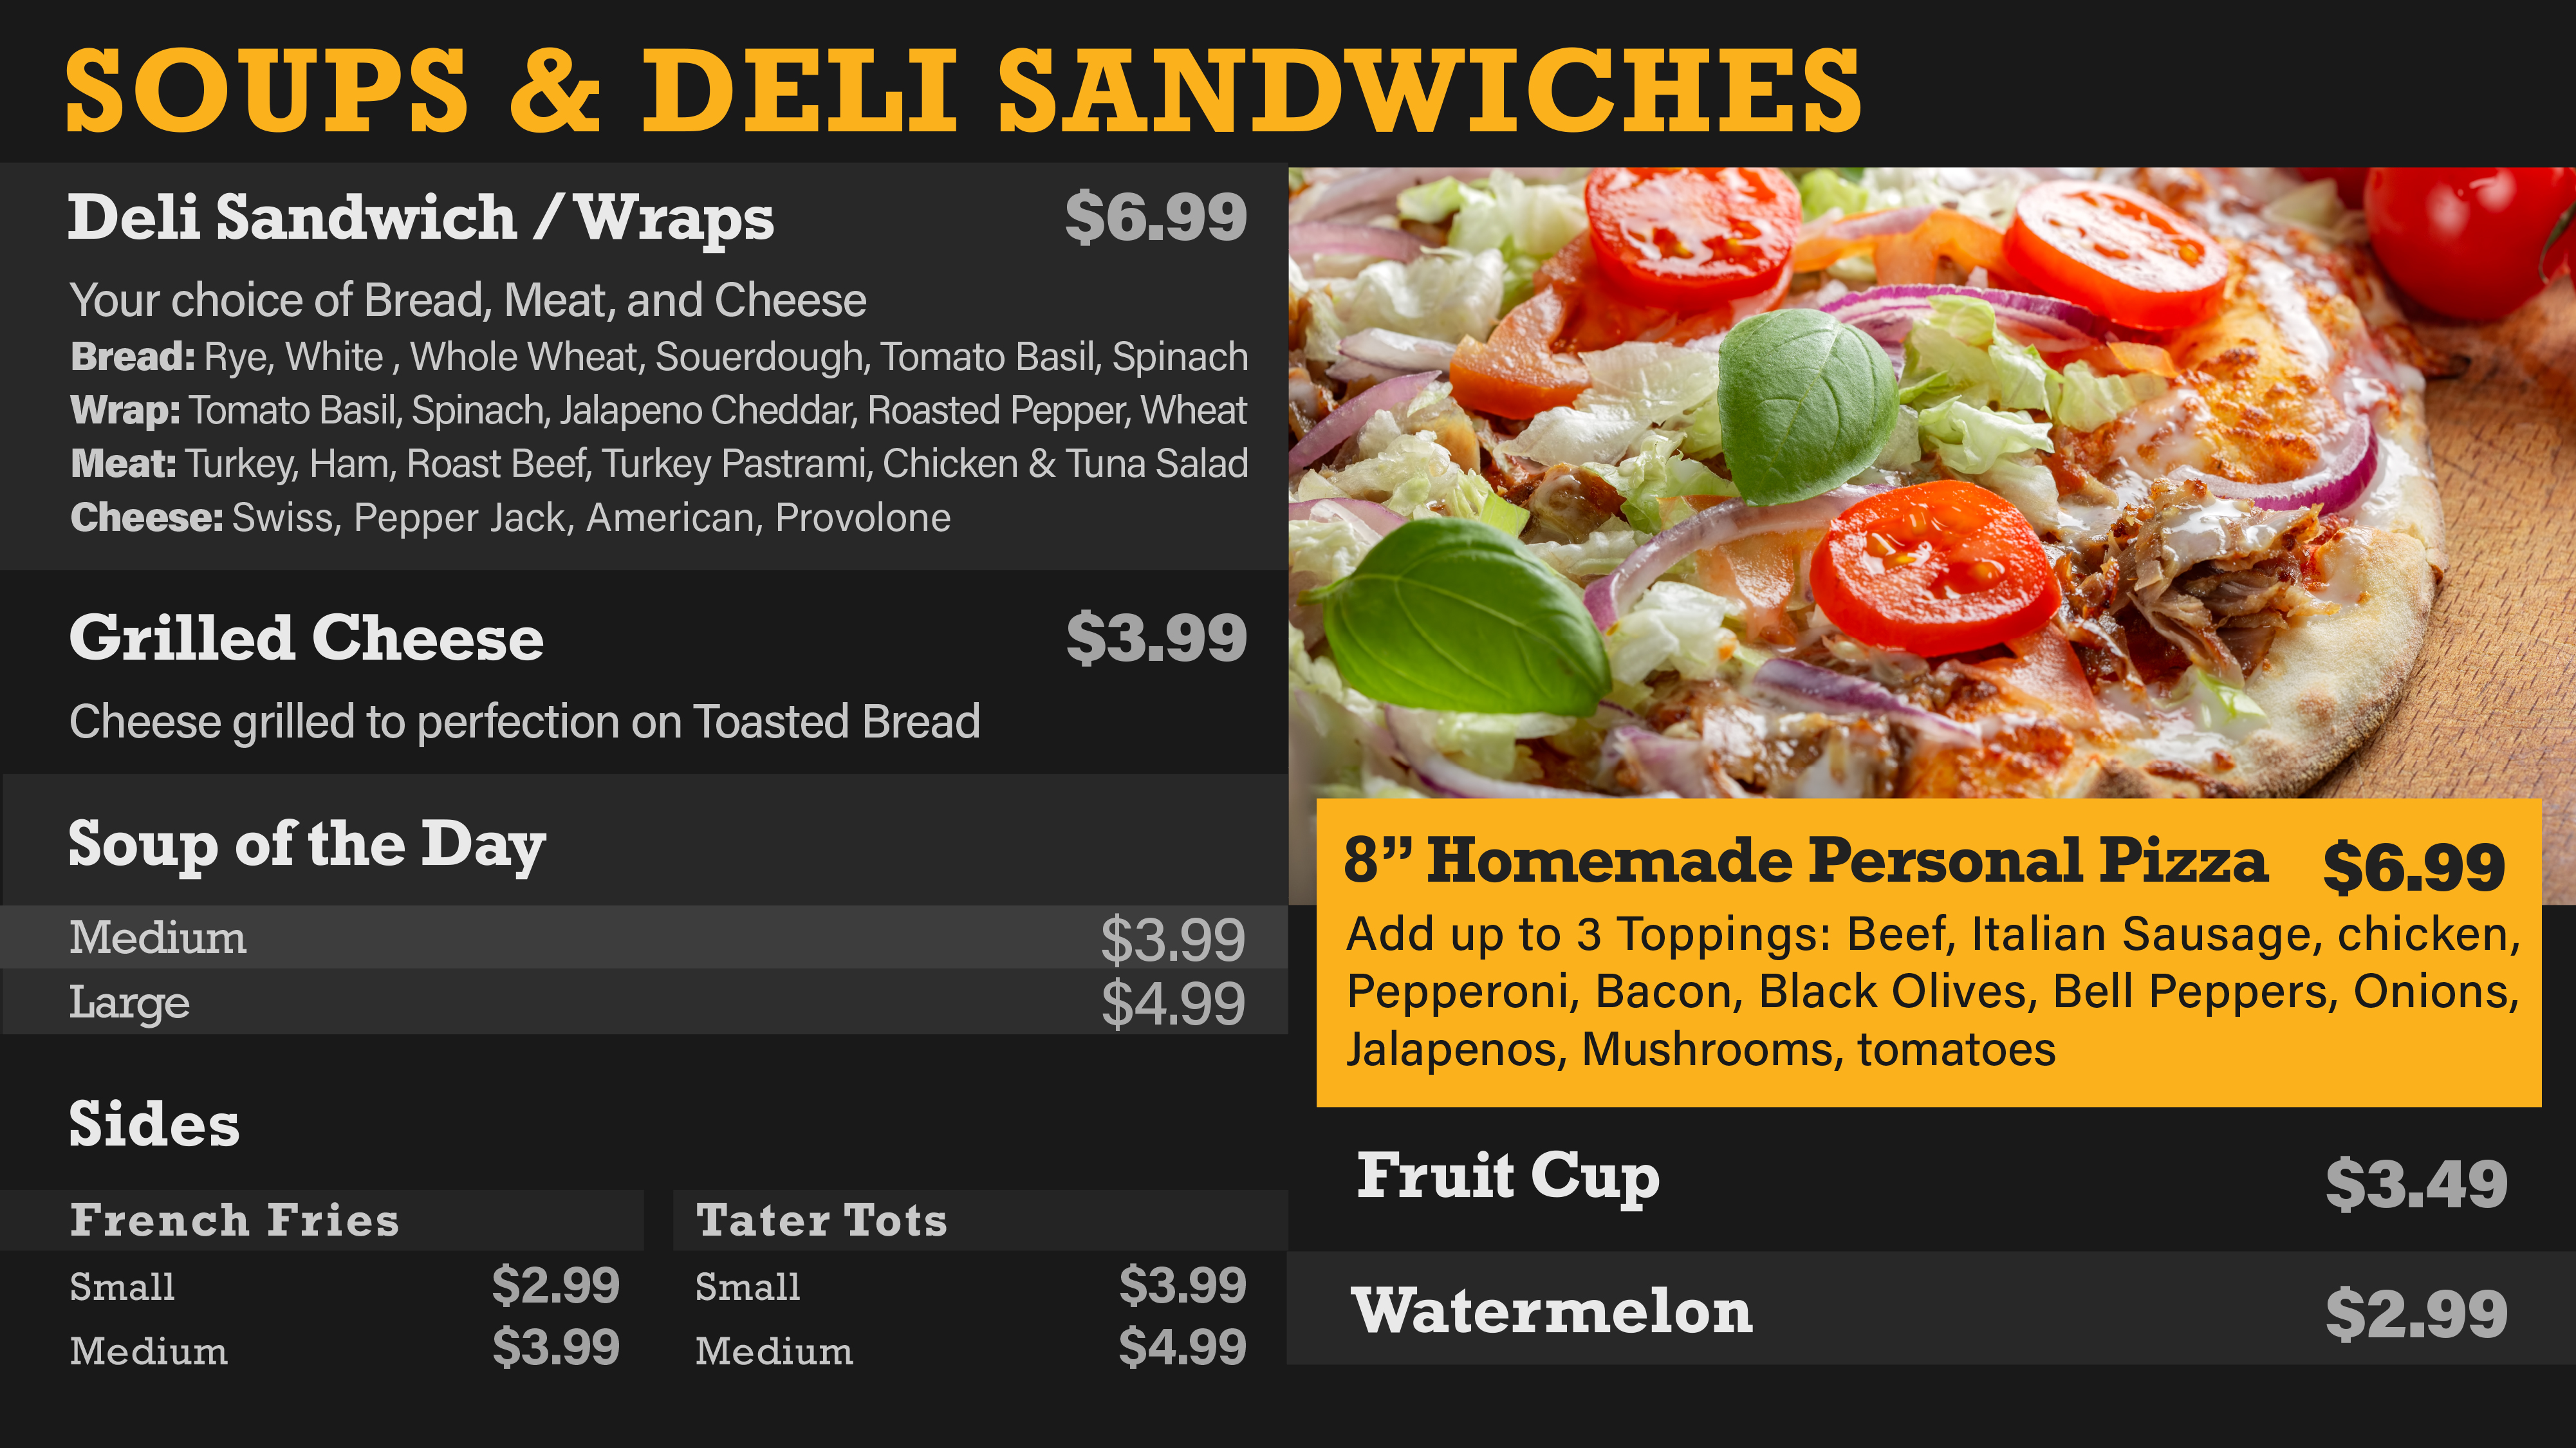 SOUPS & DELI SANDWICHES
Deli Sandwich / Wraps $6.99
Your choice of Bread, Meat, and Cheese
Bread: Rye, White , Whole Wheat, Souerdough, Tomato Basil, Spinach
Wrap: Tomato Basil, Spinach, Jalapeno Cheddar, Roasted Pepper, Wheat
Meat: Turkey, Ham, Roast Beef, Turkey Pastrami, Chicken & Tuna Salad
Cheese: Swiss, Pepper Jack, American, Provolone
Grilled Cheese $3.99
Cheese grilled to perfection on Toasted Bread
Soup of the Day
Medium $3.99
Large $4.99
Sides
French Fries
Small $2.99
Medium $3.99
Tater Tots
Small $3.99
Medium $4.99
8” Homemade Personal Pizza $6.99
Add up to 3 Toppings: Beef, Italian Sausage, chicken,
Pepperoni, Bacon, Black Olives, Bell Peppers, Onions,
Jalapenos, Mushrooms, tomatoes
Fruit Cup $3.49
Watermelon $2.99